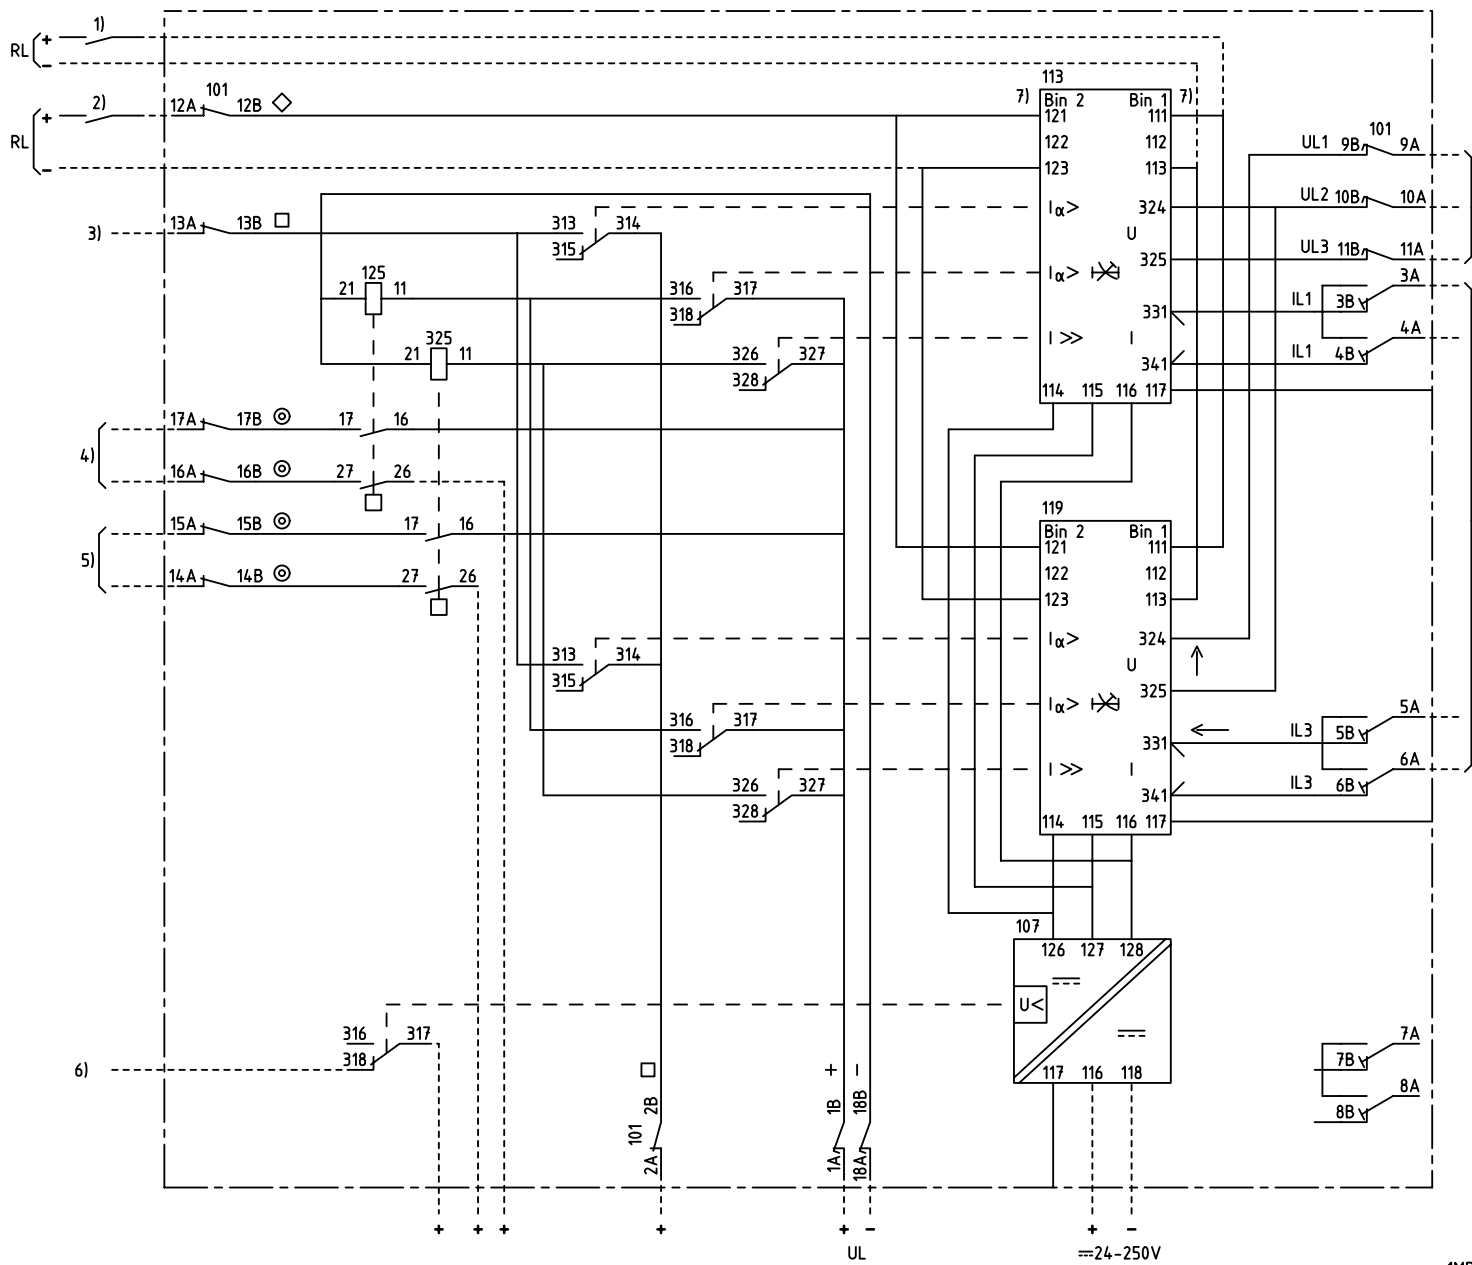 1)
RL + −
113
101
7) Bin 2 Bin 1 7)
2)
+ 12A 12B 121 111
RL 122 112 UL1 9B 101 9A
− 123 113
324 UL2 10B 10A
Iα>
3) 13A 13B 313 314 U
315 325 UL3 11B 11A
125 Iα> 3A
21 11 316 317 331 IL1 3B
318
325 I >> I 4A
21 11 326 327 341 IL1 4B
328 114 115 116 117
17A 17B 17 16
4)
16A 16B 27 26
119
15A 15B 17 16 Bin 2 Bin 1
121 111
5)
14A 14B 27 26 122 112
123 113
Iα> 324
313 314 U
315 325
Iα> 5A
316 317 331 IL3 5B
318
I >> I 6A
326 327 341 IL3 6B
328 114 115 116 117
107
126 127 128
U<
316 317 7A
318 7B
6)
117 116 118 8A
+ − 8B
2B 1B 18B
101
2A 1A 18A
+ + + + + − + −
UL 24-250V